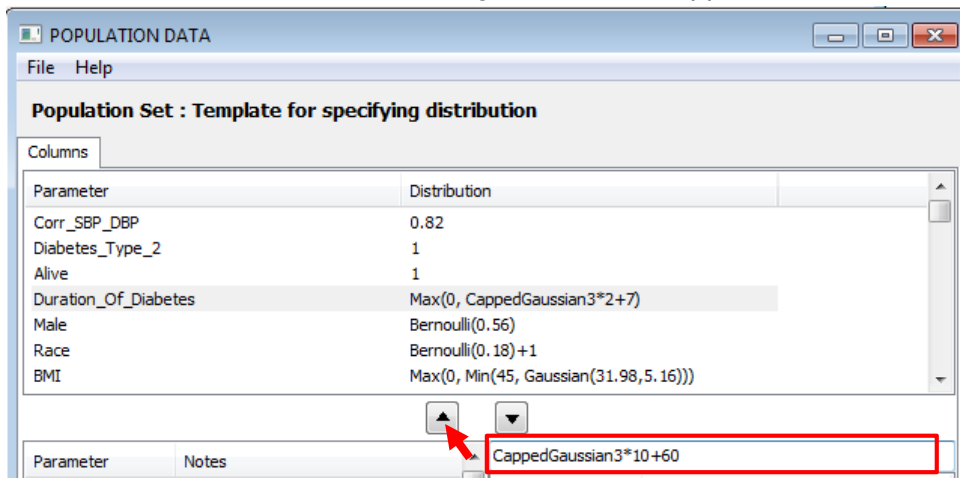 POPULATION DATA
File Help
Population Set : Template for specifying distribution
Columns
Parameter Distribution
Corr_SBP_DBP 0.82
Diabetes_Type_2 1
Alive 1
Duration_Of_Diabetes Max(0, CappedGaussian3*2+7)
Male Bernoulli(0.56)
Race Bernoulli(0.18)+1
BMI Max(0, Min(45, Gaussian(31.98,5.16)))
Parameter Notes CappedGaussian3*10+60